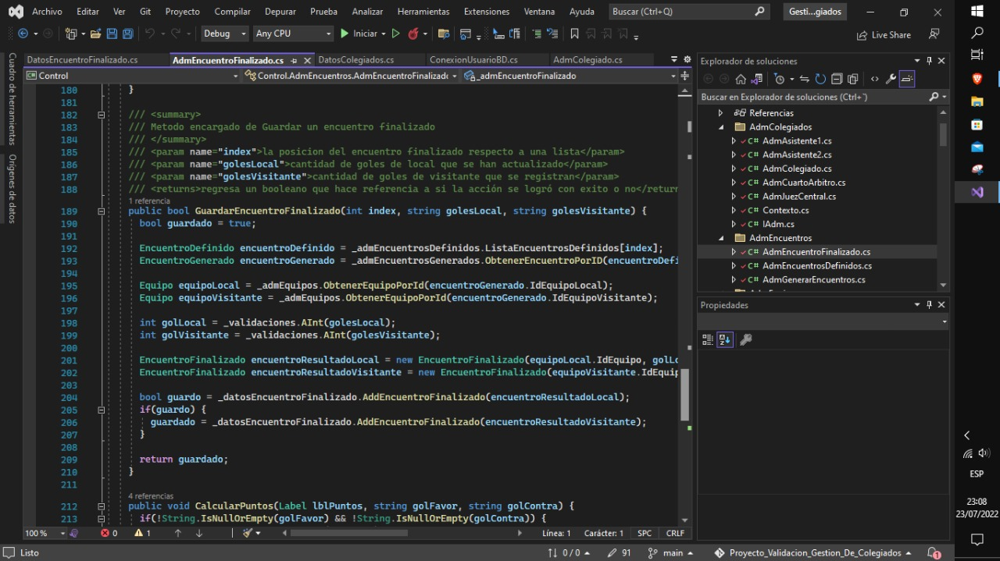 Archivo Editar Ver Git Proyecto Compilar Depurar Prueba Analizar Herramientas Extensiones Ventana Ayuda Buscar (Ctrl+Q) Gesti...giados
Debug Any CPU Iniciar Live Share
Cuadro de herramientas
Orígenes de datos
DatosEncuentroFinalizado.cs AdmEncuentroFinalizado.cs DatosColegiados.cs ConexionUsuarioBD.cs AdmColegiado.cs
Control Control.AdmEncuentros.AdmEncuentroFinalizado _admEncuentroFinalizado
180 }
181
182 /// <summary>
183 /// Metodo encargado de Guardar un encuentro finalizado
184 /// </summary>
185 /// <param name="index">la posicion del encuentro finalizado respecto a una lista</param>
186 /// <param name="golesLocal">cantidad de goles de local que se han actualizado</param>
187 /// <param name="golesVisitante">cantidad de goles de visitante que se registran</param>
188 /// <returns>regresa un booleano que hace referencia a si la acción se logró con exito o no</return
1 referencia
189 public bool GuardarEncuentroFinalizado(int index, string golesLocal, string golesVisitante) {
190 bool guardado = true;
191
192 EncuentroDefinido encuentroDefinido = _admEncuentrosDefinidos.ListaEncuentrosDefinidos[index];
193 EncuentroGenerado encuentroGenerado = _admEncuentrosGenerados.ObtenerEncuentroPorID(encuentroDefi
194
195 Equipo equipoLocal = _admEquipos.ObtenerEquipoPorId(encuentroGenerado.IdEquipoLocal);
196 Equipo equipoVisitante = _admEquipos.ObtenerEquipoPorId(encuentroGenerado.IdEquipoVisitante);
197
198 int golLocal = _validaciones.AInt(golesLocal);
199 int golVisitante = _validaciones.AInt(golesVisitante);
200
201 EncuentroFinalizado encuentroResultadoLocal = new EncuentroFinalizado(equipoLocal.IdEquipo, golLo
202 EncuentroFinalizado encuentroResultadoVisitante = new EncuentroFinalizado(equipoVisitante.IdEquip
203
204 bool guardo = _datosEncuentroFinalizado.AddEncuentroFinalizado(encuentroResultadoLocal);
205 if(guardo) {
206 guardado = _datosEncuentroFinalizado.AddEncuentroFinalizado(encuentroResultadoVisitante);
207 }
208
209 return guardado;
210 }
211
4 referencias
212 public void CalcularPuntos(Label lblPuntos, string golFavor, string golContra) {
213 if(!String.IsNullOrEmpty(golFavor) && !String.IsNullOrEmpty(golContra)) {
100 % 0 1 Línea: 1 Carácter: 1 SPC CRLF
Explorador de soluciones
Buscar en Explorador de soluciones (Ctrl+`)
Referencias
AdmColegiados
C# AdmAsistente1.cs
C# AdmAsistente2.cs
C# AdmColegiado.cs
C# AdmCuartoArbitro.cs
C# AdmJuezCentral.cs
C# Contexto.cs
C# IAdm.cs
AdmEncuentros
C# AdmEncuentroFinalizado.cs
C# AdmEncuentrosDefinidos.cs
C# AdmGenerarEncuentros.cs
Propiedades
Listo 0 / 0 91 main Proyecto_Validacion_Gestion_De_Colegiados 1
ESP
23:08
23/07/2022